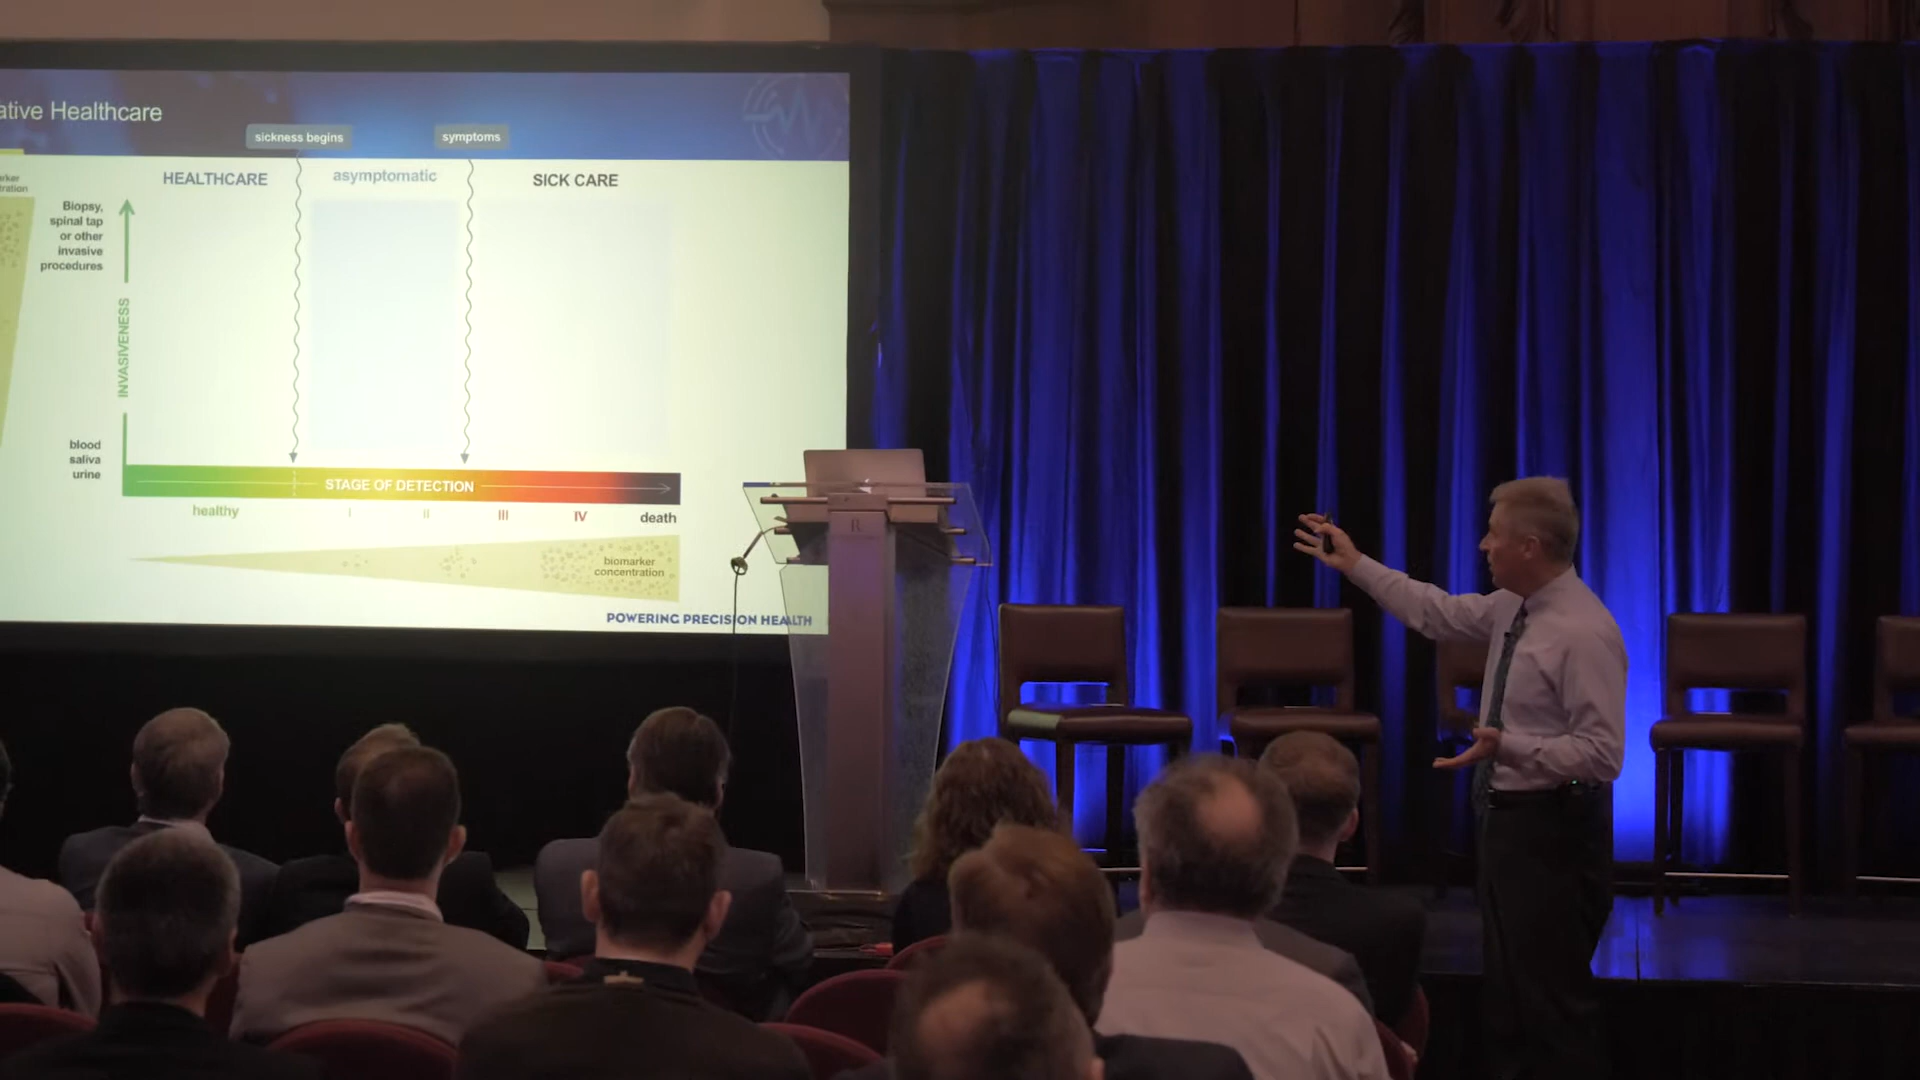 ative Healthcare
sickness begins
symptoms
HEALTHCARE
asymptomatic
SICK CARE
Biopsy,
spinal tap
or other
invasive
procedures
INVASIVENESS
blood
saliva
urine
STAGE OF DETECTION
healthy
I
II
III
IV
death
biomarker
concentration
POWERING PRECISION HEALTH